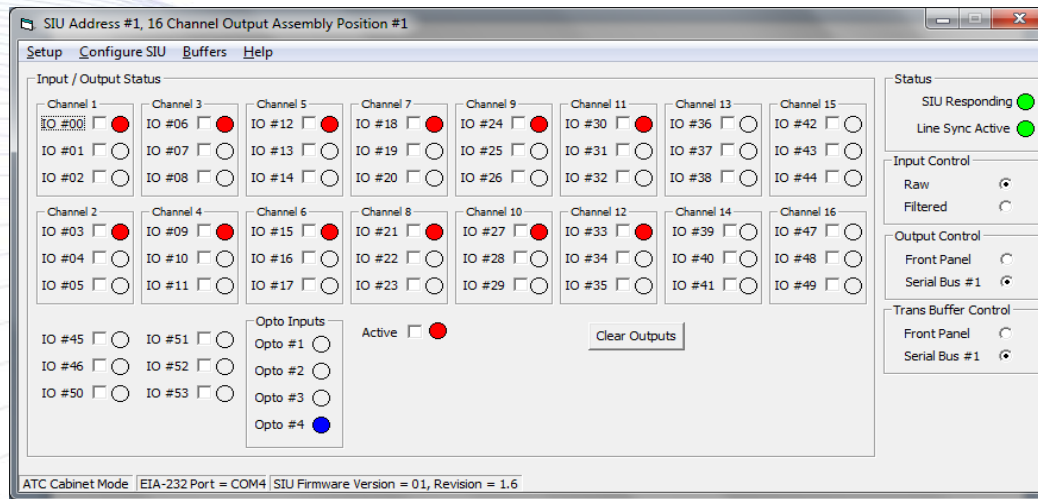 SIU Address #1, 16 Channel Output Assembly Position #1
Setup Configure SIU Buffers Help
Input / Output Status
Status
Channel 1 Channel 3 Channel 5 Channel 7 Channel 9 Channel 11 Channel 13 Channel 15
SIU Responding
IO #00 IO #06 IO #12 IO #18 IO #24 IO #30 IO #36 IO #42
Line Sync Active
IO #01 IO #07 IO #13 IO #19 IO #25 IO #31 IO #37 IO #43
Input Control
IO #02 IO #08 IO #14 IO #20 IO #26 IO #32 IO #38 IO #44
Raw
Filtered
Channel 2 Channel 4 Channel 6 Channel 8 Channel 10 Channel 12 Channel 14 Channel 16
IO #03 IO #09 IO #15 IO #21 IO #27 IO #33 IO #39 IO #47
Output Control
IO #04 IO #10 IO #16 IO #22 IO #28 IO #34 IO #40 IO #48
Front Panel
IO #05 IO #11 IO #17 IO #23 IO #29 IO #35 IO #41 IO #49
Serial Bus #1
Trans Buffer Control
Opto Inputs
Front Panel
IO #45 IO #51 Opto #1 Active Clear Outputs
Serial Bus #1
IO #46 IO #52 Opto #2
IO #50 IO #53 Opto #3
Opto #4
ATC Cabinet Mode EIA-232 Port = COM4 SIU Firmware Version = 01, Revision = 1.6